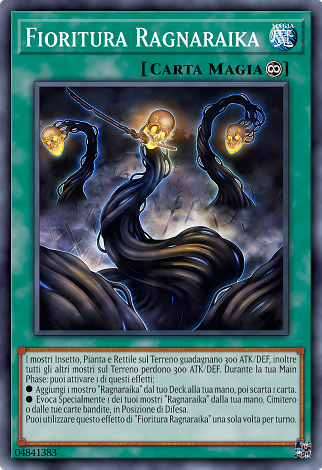 Fioritura Ragnaraika
MAGIA
魔
[Carta Magia]
I mostri Insetto, Pianta e Rettile sul Terreno guadagnano 300 ATK/DEF, inoltre
tutti gli altri mostri sul Terreno perdono 300 ATK/DEF. Durante la tua Main
Phase: puoi attivare 1 di questi effetti;
● Aggiungi 1 mostro "Ragnaraika" dal tuo Deck alla tua mano, poi scarta 1 carta.
● Evoca Specialmente 1 dei tuoi mostri "Ragnaraika" dalla tua mano, Cimitero
o dalle tue carte bandite, in Posizione di Difesa.
Puoi utilizzare questo effetto di "Fioritura Ragnaraika" una sola volta per turno.
04841383